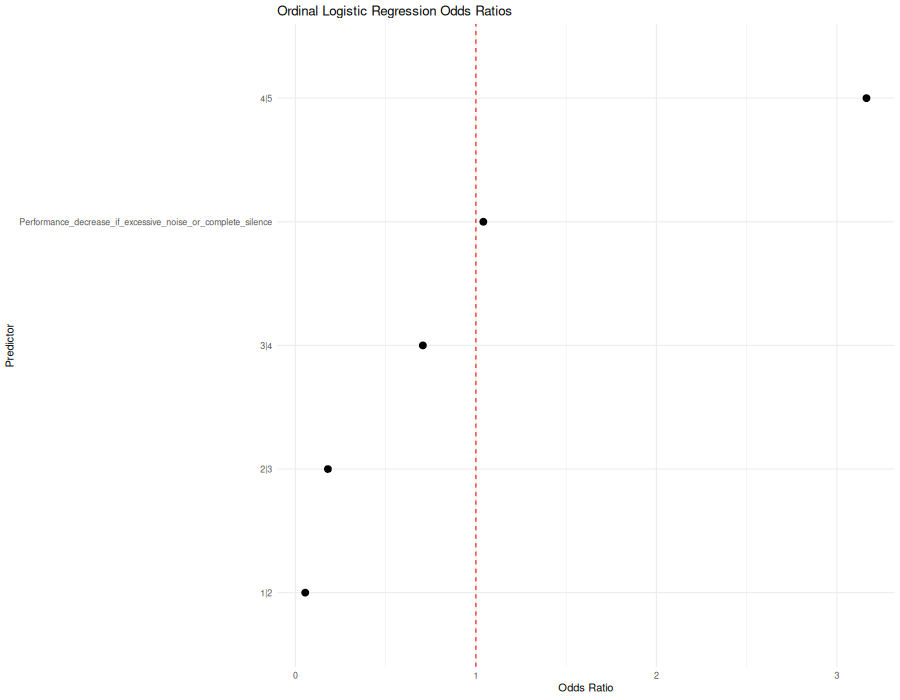 Ordinal Logistic Regression Odds Ratios
4|5
Performance_decrease_if_excessive_noise_or_complete_silence
3|4
2|3
1|2
Predictor
0 1 2 3
Odds Ratio